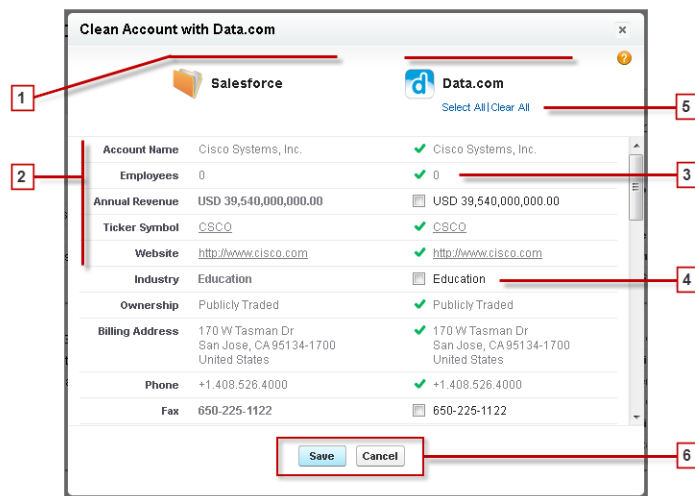 Clean Account with Data.com
x
?
Salesforce
d Data.com
Select All|Clear All
1
5
2
3
4
6
Account Name Cisco Systems, Inc. Cisco Systems, Inc.
Employees 0 0
Annual Revenue USD 39,540,000,000.00 USD 39,540,000,000.00
Ticker Symbol CSCO CSCO
Website http://www.cisco.com http://www.cisco.com
Industry Education Education
Ownership Publicly Traded Publicly Traded
Billing Address 170 W Tasman Dr 170 W Tasman Dr
San Jose, CA 95134-1700 San Jose, CA 95134-1700
United States United States
Phone +1.408.526.4000 +1.408.526.4000
Fax 650-225-1122 650-225-1122
Save Cancel